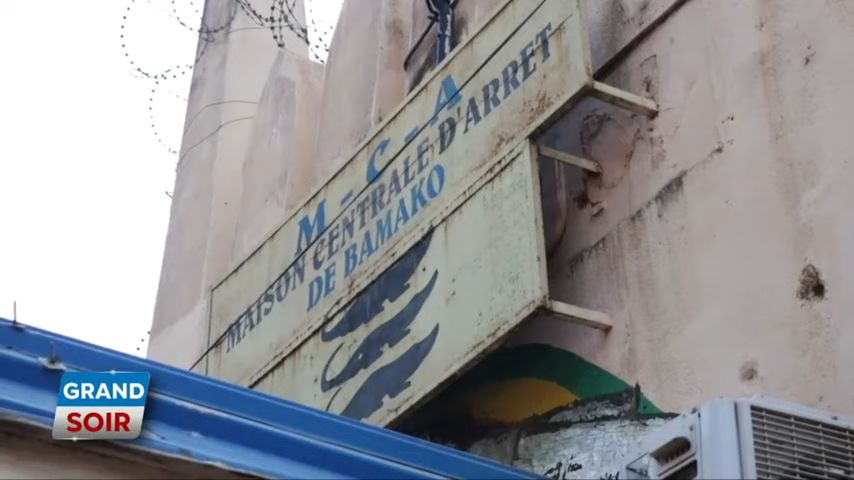 M - C - A
MAISON CENTRALE D'ARRET
DE BAMAKO
GRAND
SOIR